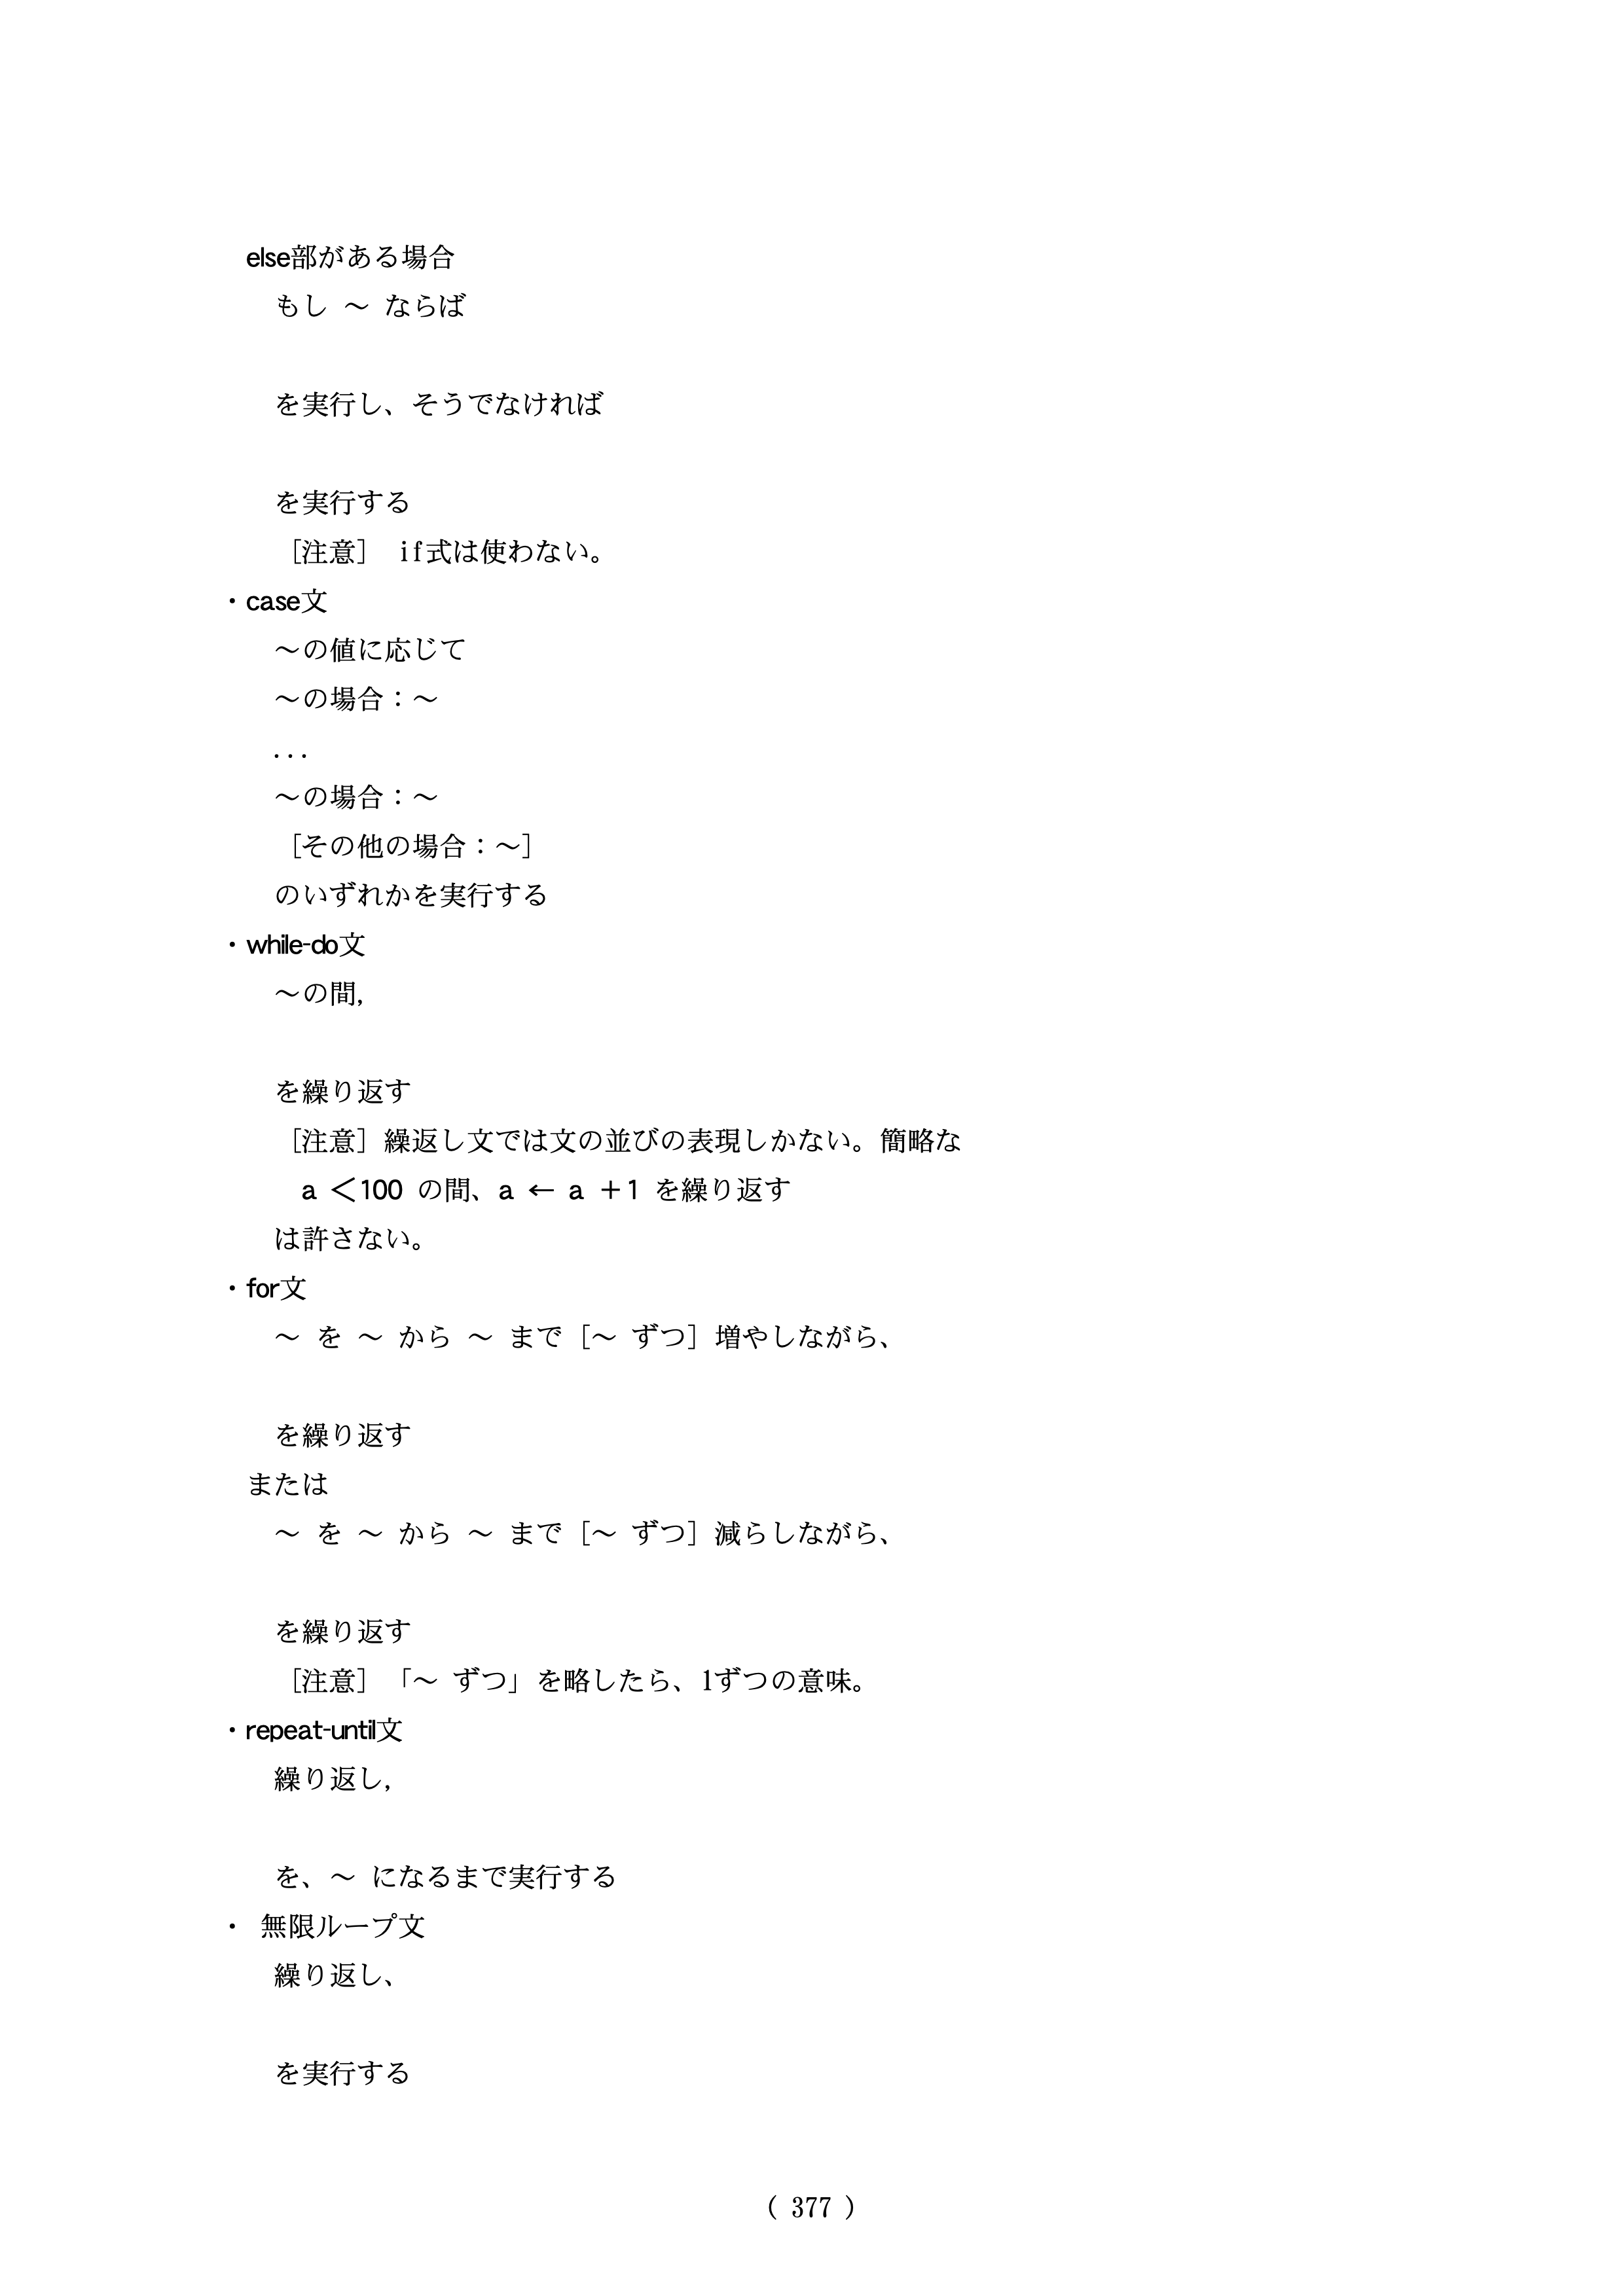 else部がある場合
もし ～ ならば
を実行し、そうでなければ
を実行する
［注意］ if式は使わない。
・case文
～の値に応じて
～の場合：～
...
～の場合：～
［その他の場合：～］
のいずれかを実行する
・while-do文
～の間,
を繰り返す
［注意］繰返し文では文の並びの表現しかない。簡略な
a ＜100 の間、a ← a ＋1 を繰り返す
は許さない。
・for文
～ を ～ から ～ まで［～ ずつ］増やしながら、
を繰り返す
または
～ を ～ から ～ まで［～ ずつ］減らしながら、
を繰り返す
［注意］「～ ずつ」を略したら、1ずつの意味。
・repeat-until文
繰り返し,
を、～ になるまで実行する
・ 無限ループ文
繰り返し、
を実行する
（ 377 ）